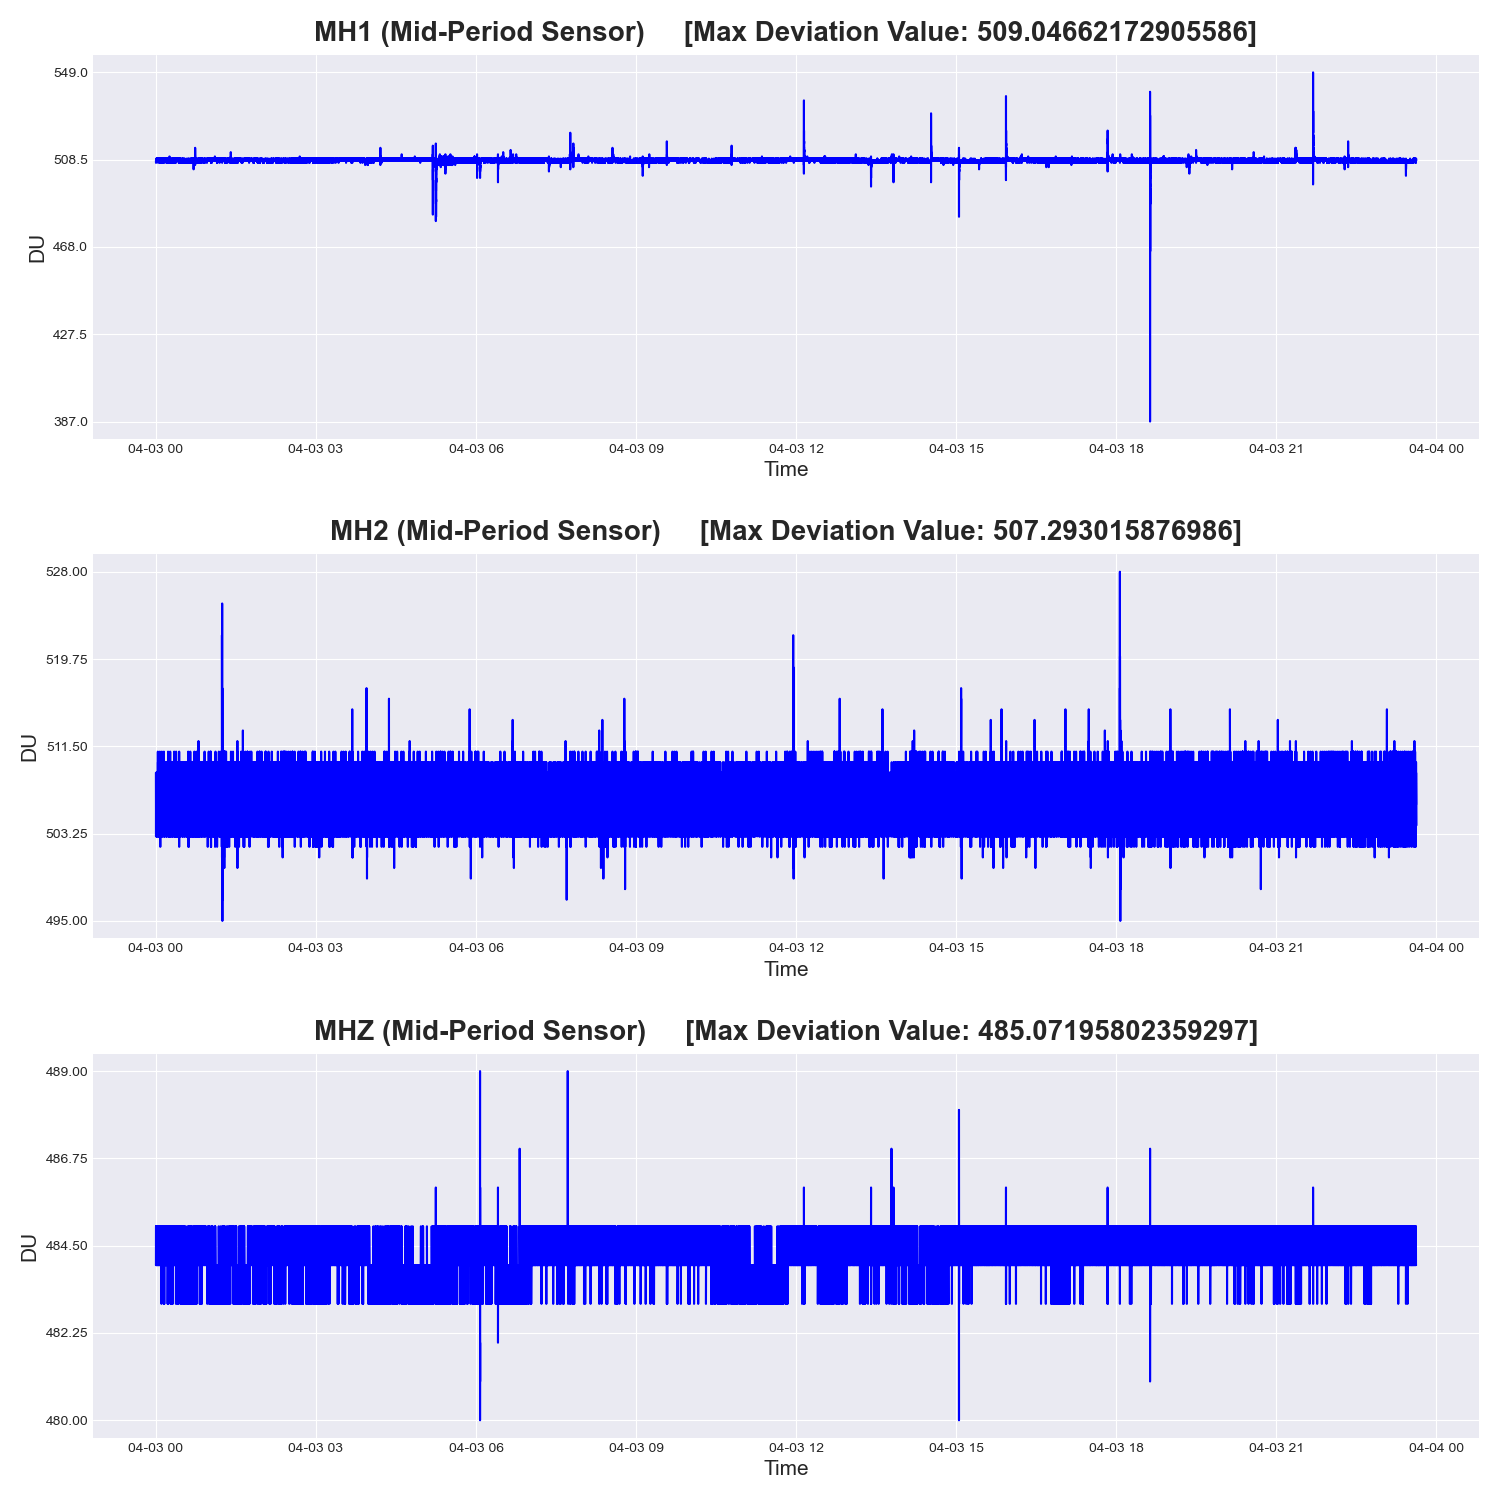 MH1 (Mid-Period Sensor)     [Max Deviation Value: 509.04662172905586]
549.0
508.5
468.0
427.5
387.0
DU
04-03 00 04-03 03 04-03 06 04-03 09 04-03 12 04-03 15 04-03 18 04-03 21 04-04 00
Time
MH2 (Mid-Period Sensor)     [Max Deviation Value: 507.293015876986]
528.00
519.75
511.50
503.25
495.00
DU
04-03 00 04-03 03 04-03 06 04-03 09 04-03 12 04-03 15 04-03 18 04-03 21 04-04 00
Time
MHZ (Mid-Period Sensor)     [Max Deviation Value: 485.07195802359297]
489.00
486.75
484.50
482.25
480.00
DU
04-03 00 04-03 03 04-03 06 04-03 09 04-03 12 04-03 15 04-03 18 04-03 21 04-04 00
Time